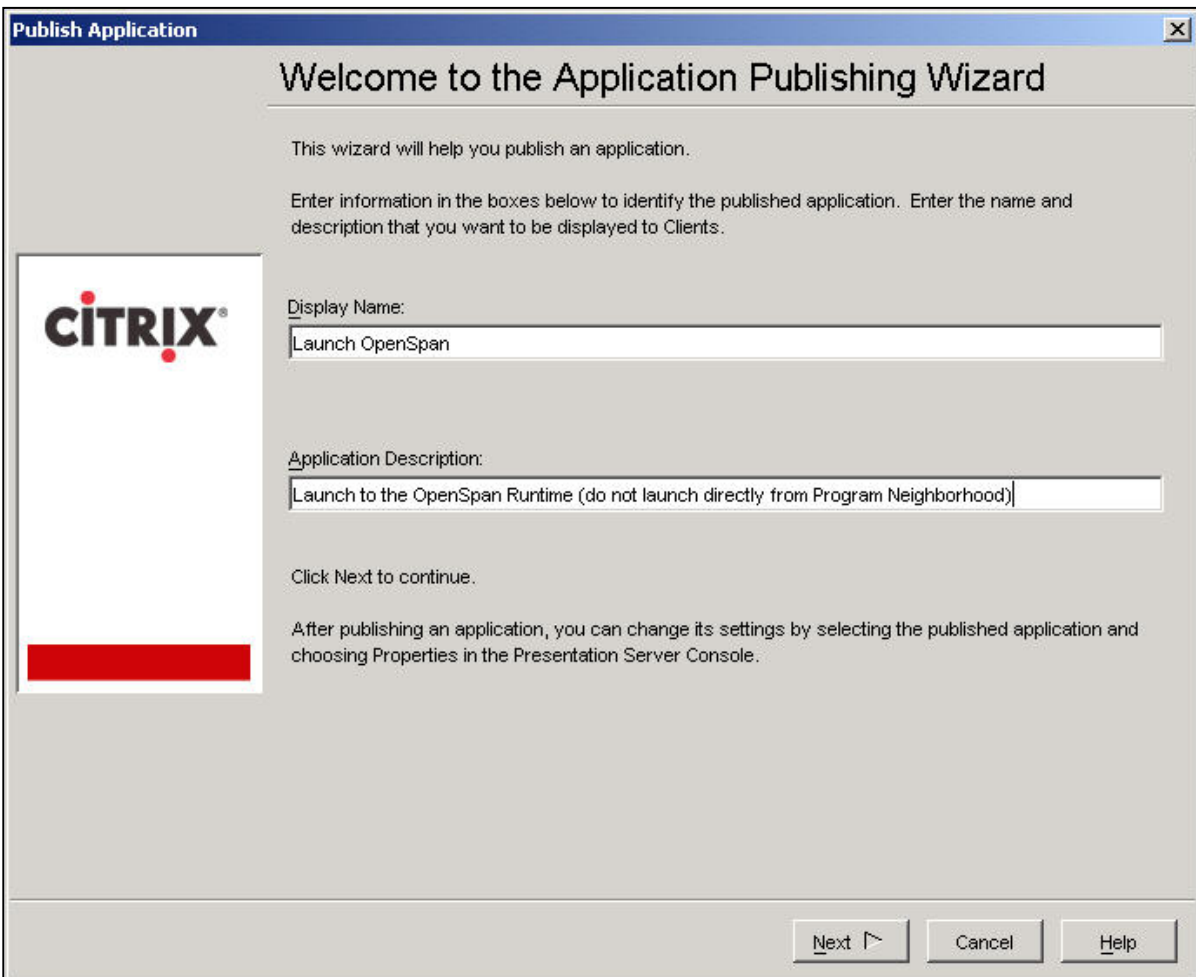 Publish Application
Welcome to the Application Publishing Wizard
This wizard will help you publish an application.
Enter information in the boxes below to identify the published application. Enter the name and
description that you want to be displayed to Clients.
CITRIX®
Display Name:
Launch OpenSpan
Application Description:
Launch to the OpenSpan Runtime (do not launch directly from Program Neighborhood)
Click Next to continue.
After publishing an application, you can change its settings by selecting the published application and
choosing Properties in the Presentation Server Console.
Next Cancel Help